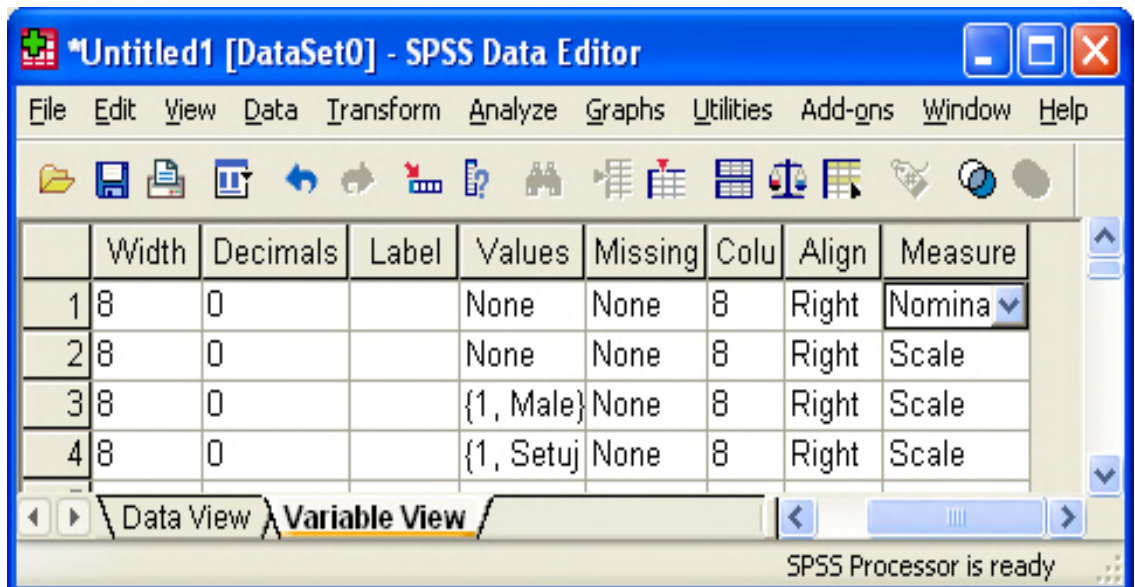 *Untitled1 [DataSet0] - SPSS Data Editor
File Edit View Data Transform Analyze Graphs Utilities Add-ons Window Help
Width Decimals Label Values Missing Colu Align Measure
1 8 0 None None 8 Right Nomina
2 8 0 None None 8 Right Scale
3 8 0 {1, Male} None 8 Right Scale
4 8 0 {1, Setuj None 8 Right Scale
Data View Variable View
SPSS Processor is ready